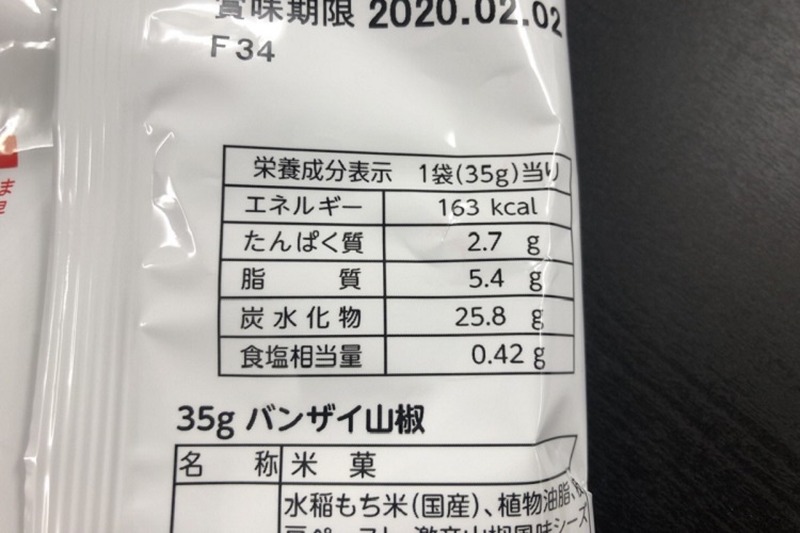 賞味期限 2020.02.02
F34
栄養成分表示 1袋(35g)当り
エネルギー 163 kcal
たんぱく質 2.7 g
脂質 5.4 g
炭水化物 25.8 g
食塩相当量 0.42 g
35g バンザイ山椒
名称 米菓
水稲もち米(国産)、植物油脂、